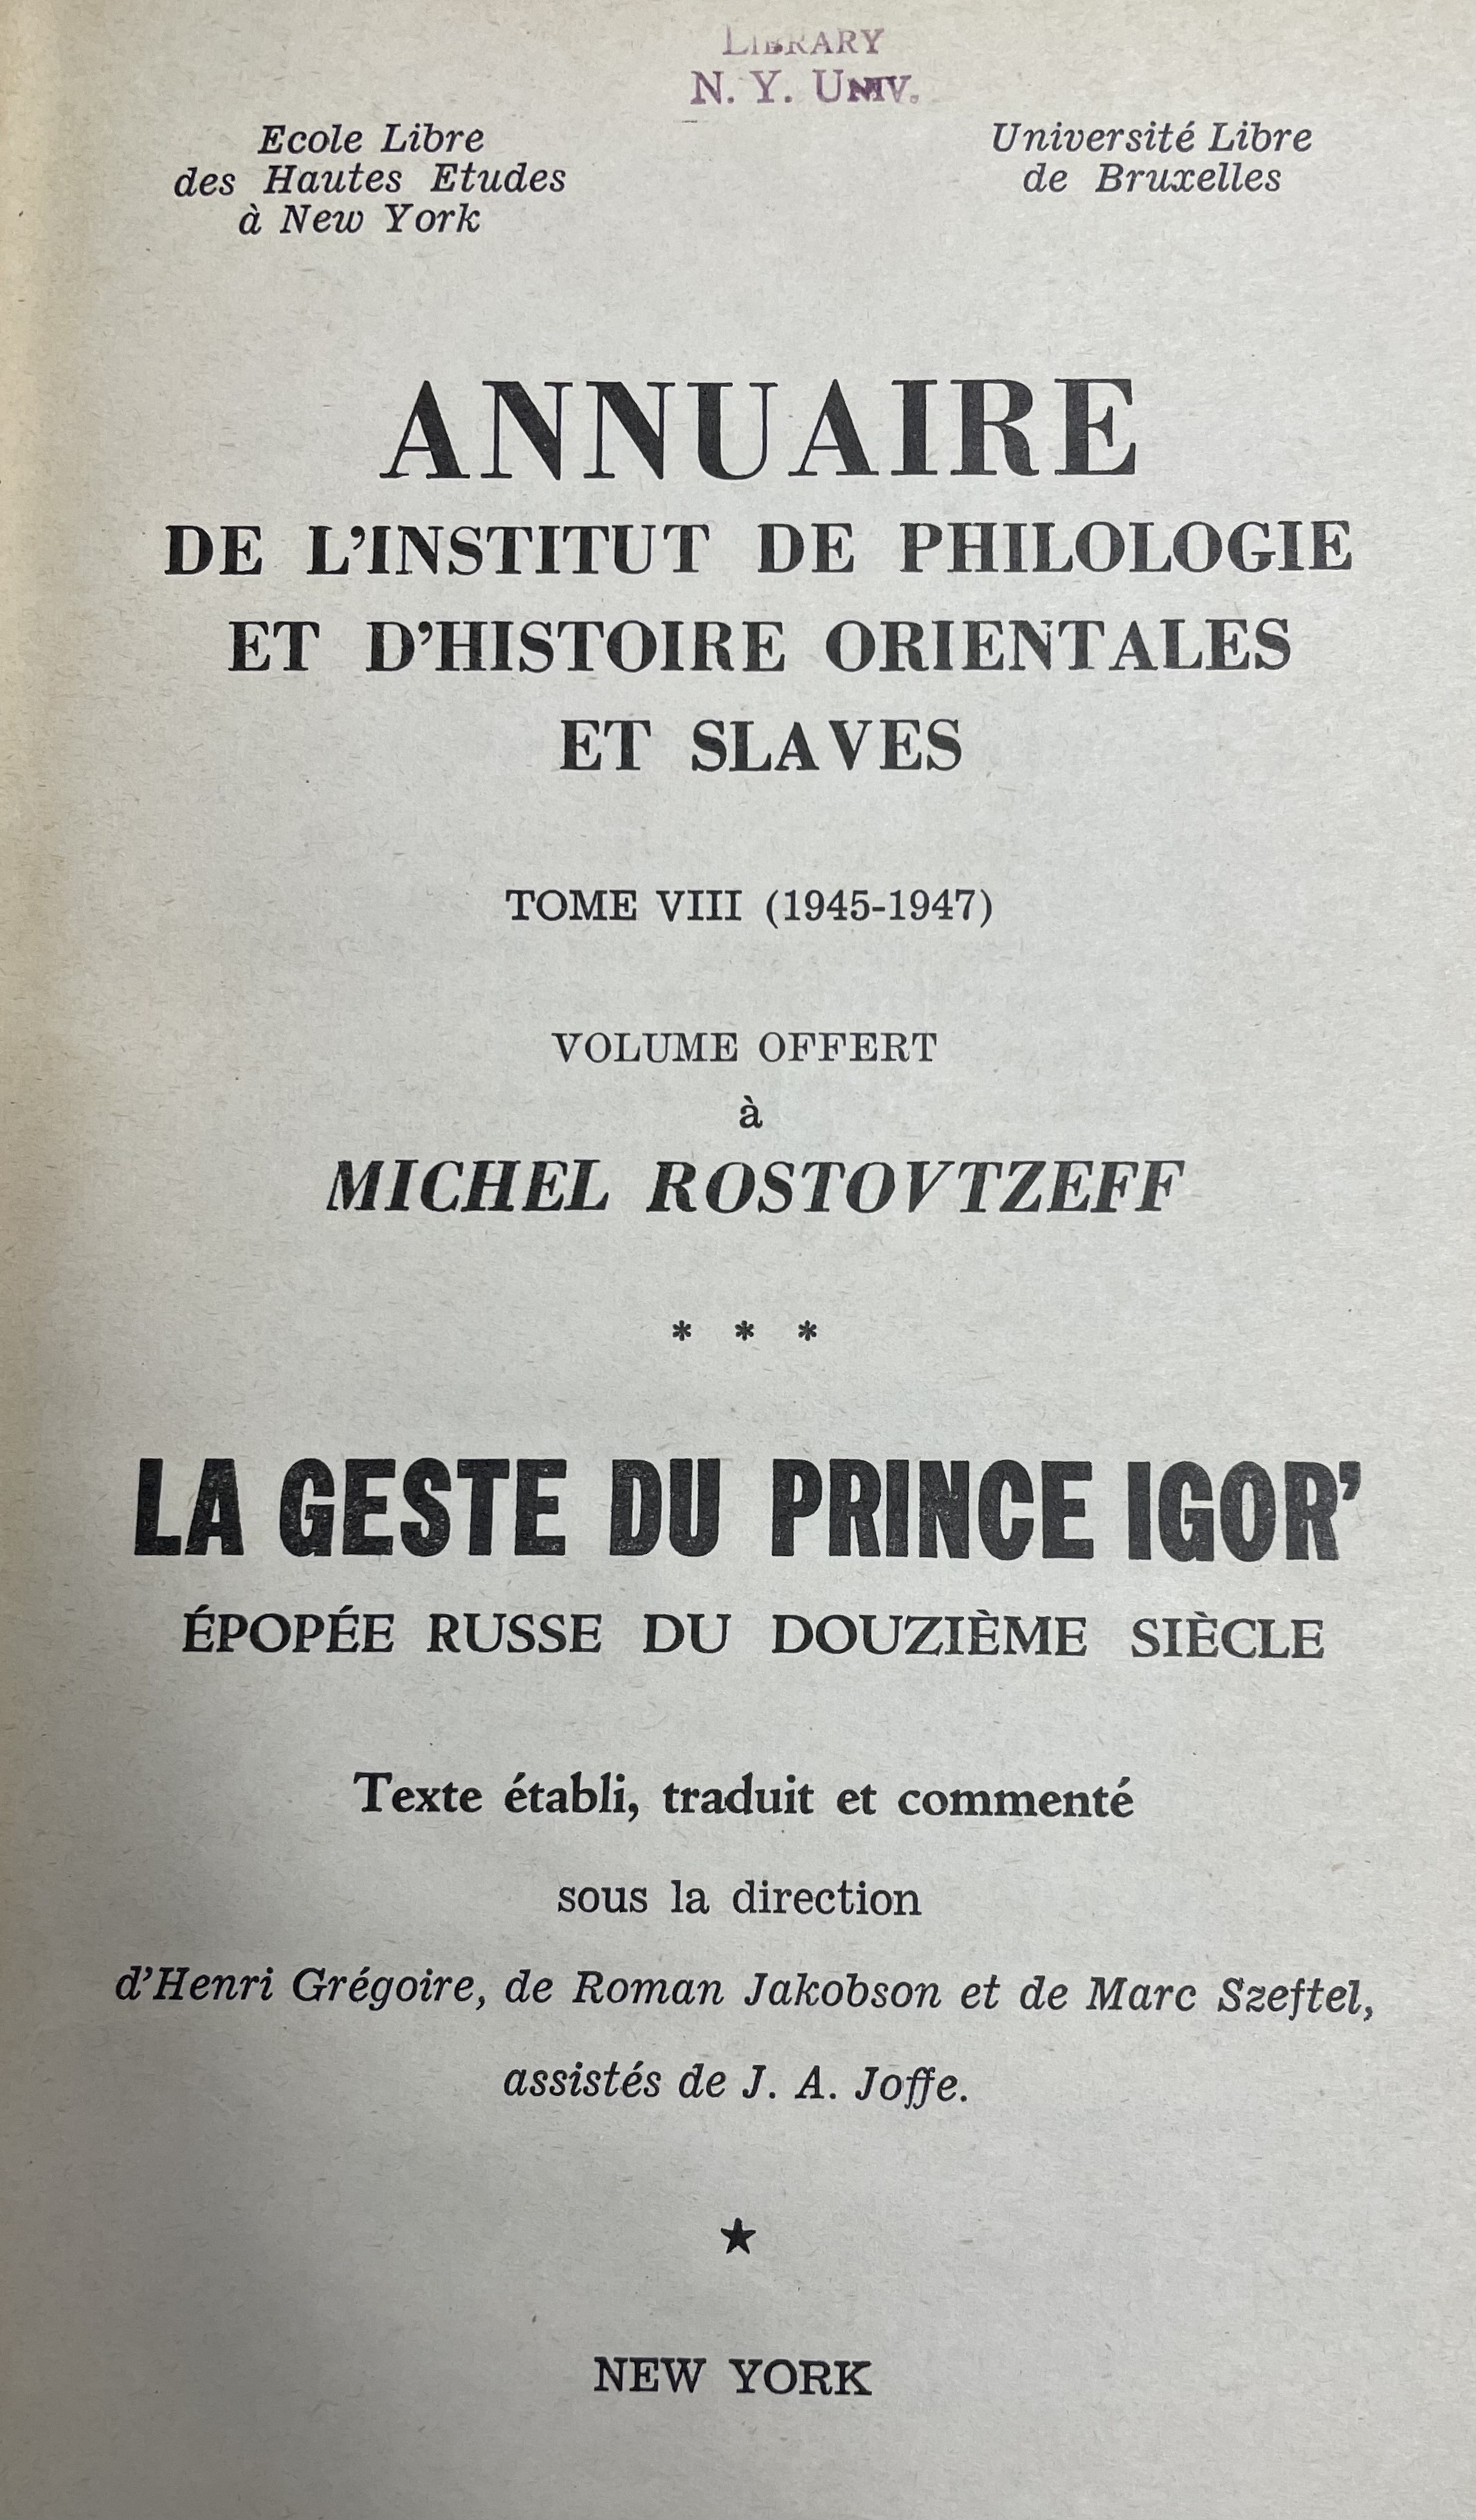 LIBRARY
N. Y. UNIV.
Ecole Libre
des Hautes Etudes
à New York
Université Libre
de Bruxelles
ANNUAIRE
DE L’INSTITUT DE PHILOLOGIE
ET D’HISTOIRE ORIENTALES
ET SLAVES
TOME VIII (1945-1947)
VOLUME OFFERT
à
MICHEL ROSTOVTZEFF
* * *
LA GESTE DU PRINCE IGOR’
ÉPOPÉE RUSSE DU DOUZIÈME SIÈCLE
Texte établi, traduit et commenté
sous la direction
d’Henri Grégoire, de Roman Jakobson et de Marc Szeftel,
assistés de J. A. Joffe.
★
NEW YORK